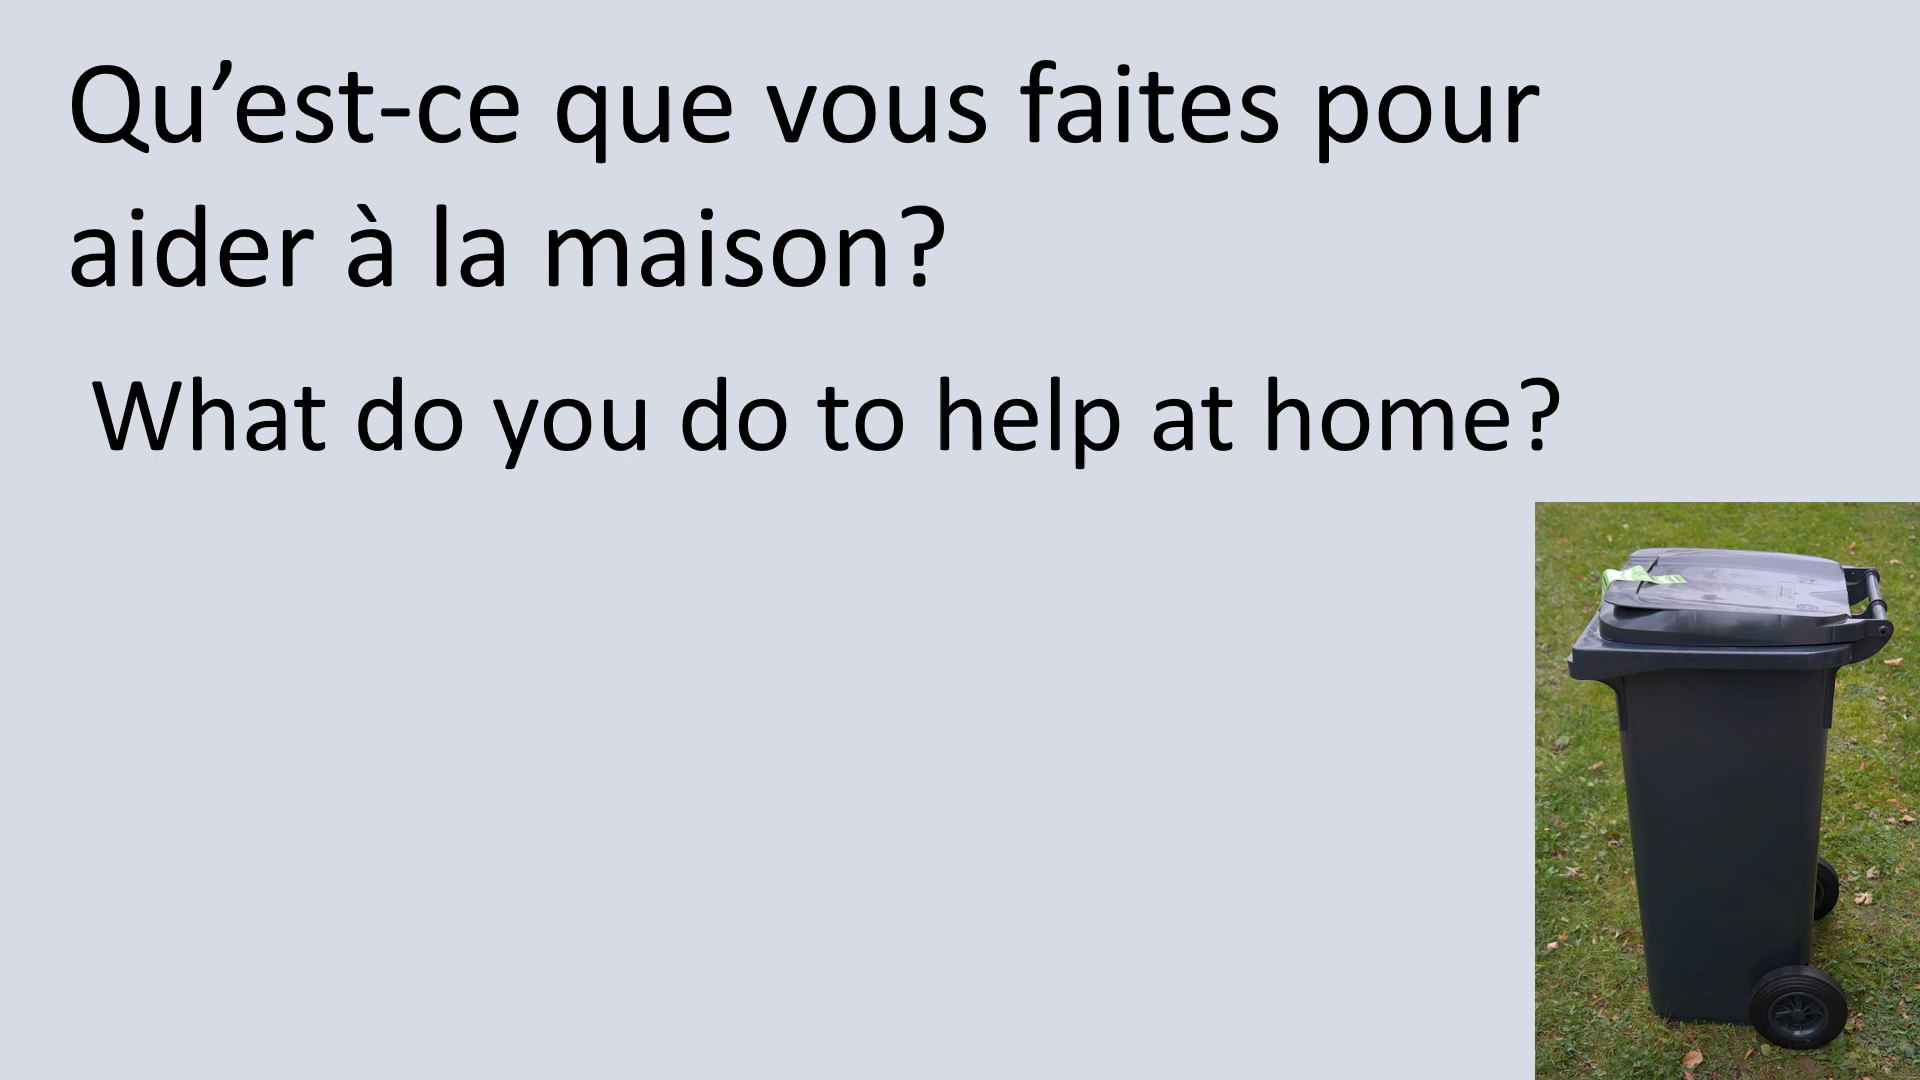 Qu’est-ce que vous faites pour
aider à la maison?
What do you do to help at home?